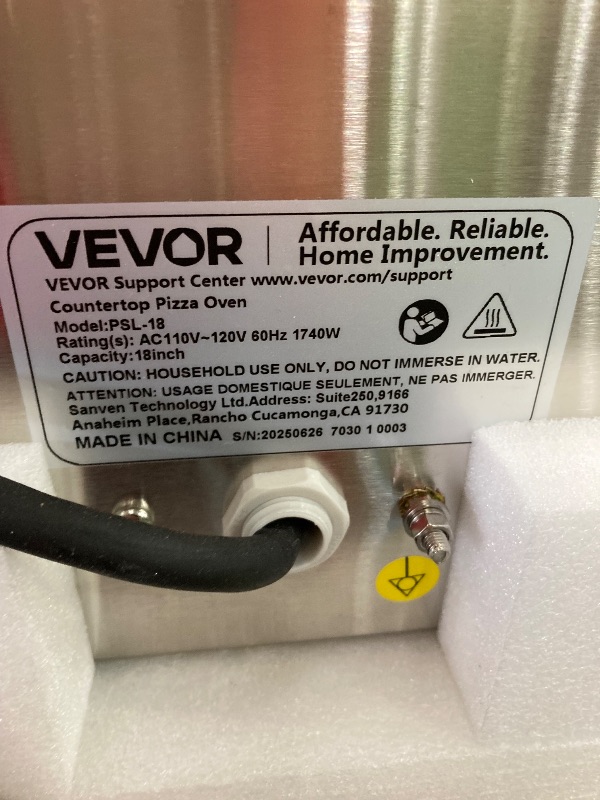 VEVOR
Affordable. Reliable.
Home Improvement.
VEVOR Support Center www.vevor.com/support
Countertop Pizza Oven
Model:PSL-18
Rating(s): AC110V~120V 60Hz 1740W
Capacity:18inch
CAUTION: HOUSEHOLD USE ONLY, DO NOT IMMERSE IN WATER.
ATTENTION: USAGE DOMESTIQUE SEULEMENT, NE PAS IMMERGER.
Sanven Technology Ltd.Address: Suite250,9166
Anaheim Place,Rancho Cucamonga,CA 91730
MADE IN CHINA S/N:20250626 7030 1 0003